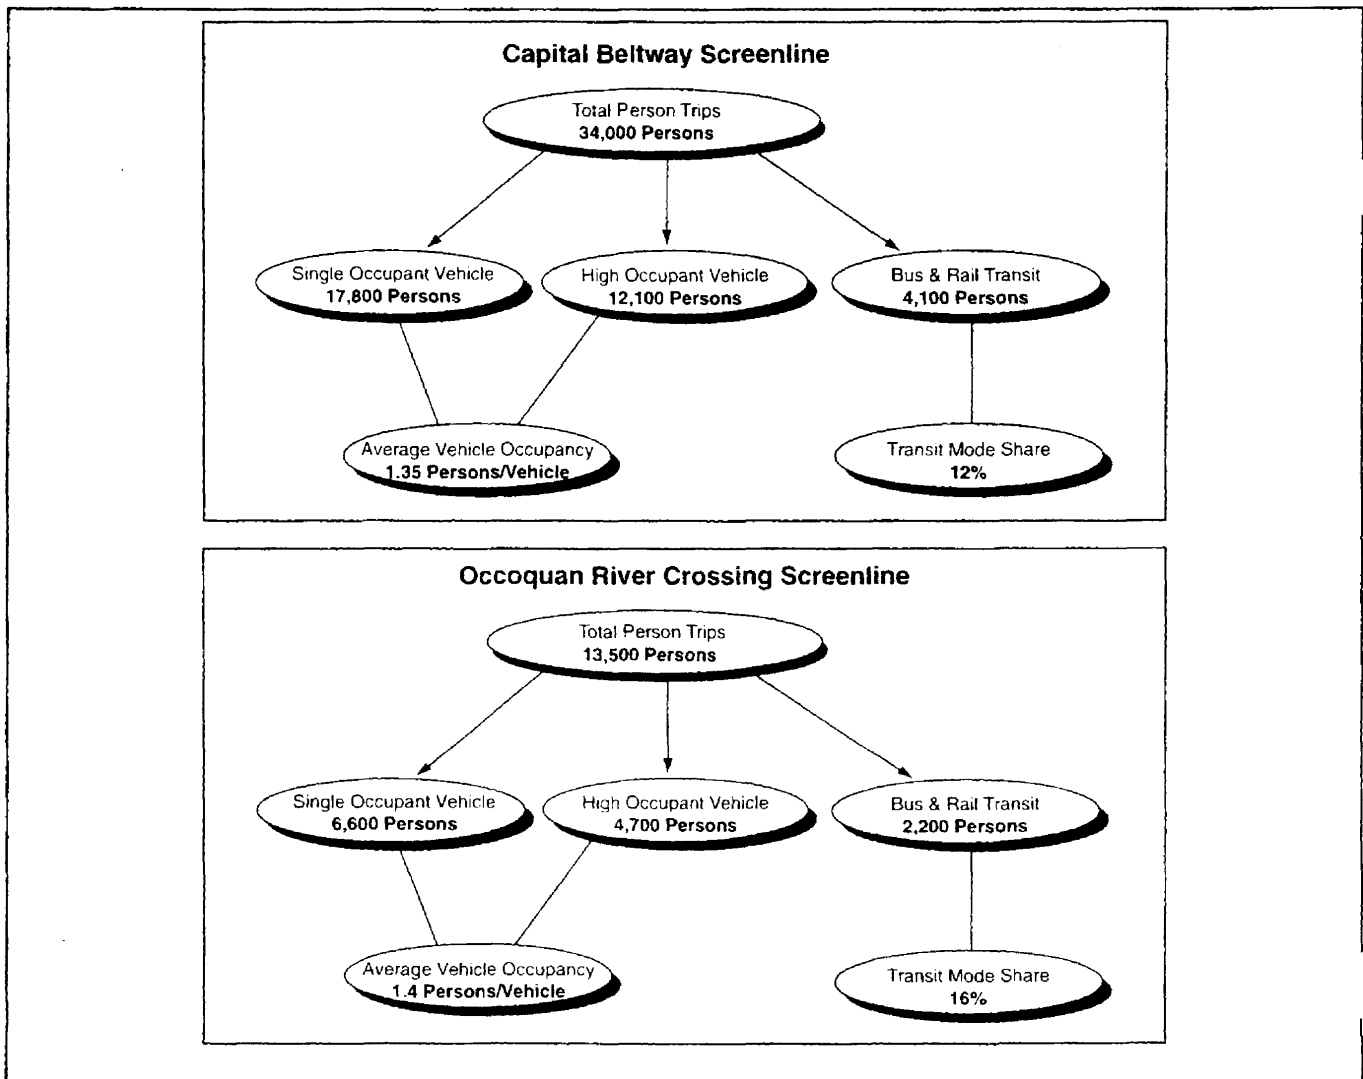 Capital Beltway Screenline
Total Person Trips
34,000 Persons
Single Occupant Vehicle
17,800 Persons
High Occupant Vehicle
12,100 Persons
Bus & Rail Transit
4,100 Persons
Average Vehicle Occupancy
1.35 Persons/Vehicle
Transit Mode Share
12%
Occoquan River Crossing Screenline
Total Person Trips
13,500 Persons
Single Occupant Vehicle
6,600 Persons
High Occupant Vehicle
4,700 Persons
Bus & Rail Transit
2,200 Persons
Average Vehicle Occupancy
1.4 Persons/Vehicle
Transit Mode Share
16%